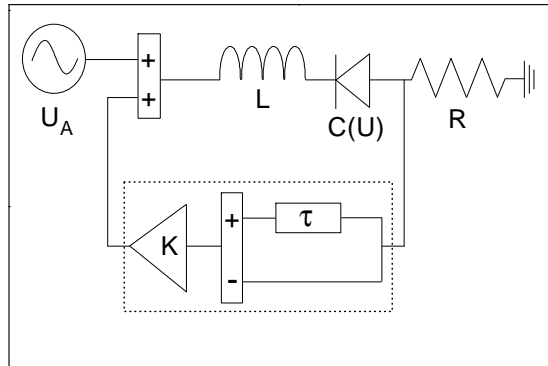 +
+
U_A
L
C(U)
R
K
+
-
τ